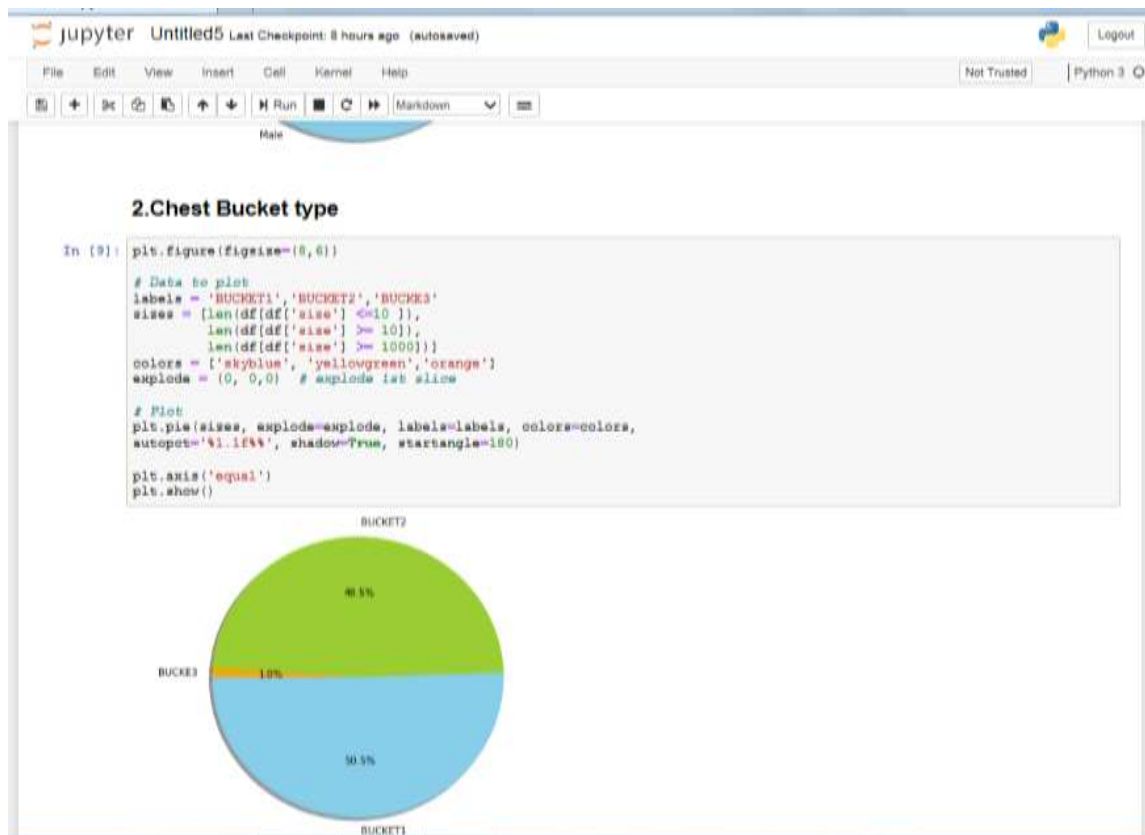 jupyter Untitled5 Last Checkpoint: 8 hours ago (autosaved)
Logout
File Edit View Insert Cell Kernel Help
Not Trusted
Python 3
Run
Markdown
Male
2.Chest Bucket type
In [9]: plt.figure(figsize=(8,6))
# Data to plot
labels = 'BUCKET1','BUCKET2','BUCKE3'
sizes = [len(df[df['size'] <=10 ]),
len(df[df['size'] >= 10]),
len(df[df['size'] >= 1000])]
colors = ['skyblue', 'yellowgreen','orange']
explode = (0, 0,0) # explode 1st slice
# Plot
plt.pie(sizes, explode=explode, labels=labels, colors=colors,
autopct='%1.1f%%', shadow=True, startangle=180)
plt.axis('equal')
plt.show()
BUCKET2
48.5%
BUCKE3
1.0%
50.5%
BUCKET1